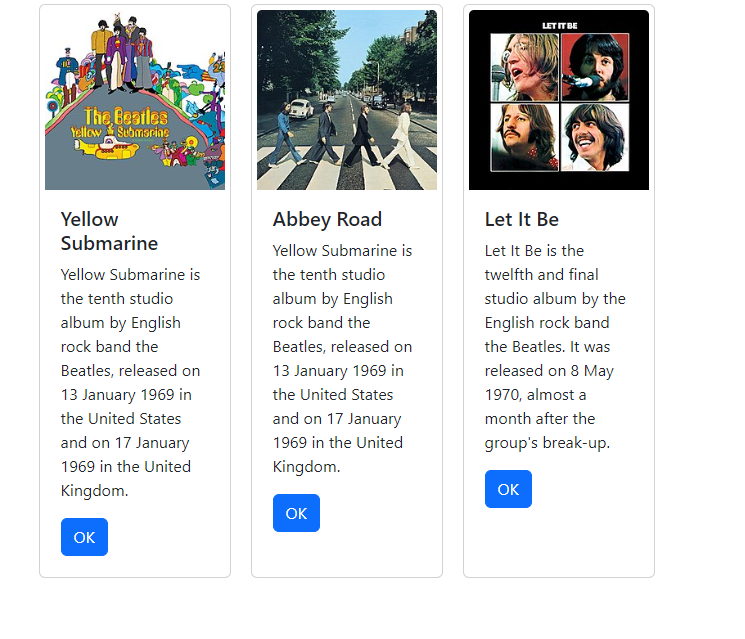 The Beatles
Yellow Submarine
LET IT BE
Yellow
Submarine
Yellow Submarine is
the tenth studio
album by English
rock band the
Beatles, released on
13 January 1969 in
the United States
and on 17 January
1969 in the United
Kingdom.
OK
Abbey Road
Yellow Submarine is
the tenth studio
album by English
rock band the
Beatles, released on
13 January 1969 in
the United States
and on 17 January
1969 in the United
Kingdom.
OK
Let It Be
Let It Be is the
twelfth and final
studio album by the
English rock band
the Beatles. It was
released on 8 May
1970, almost a
month after the
group's break-up.
OK